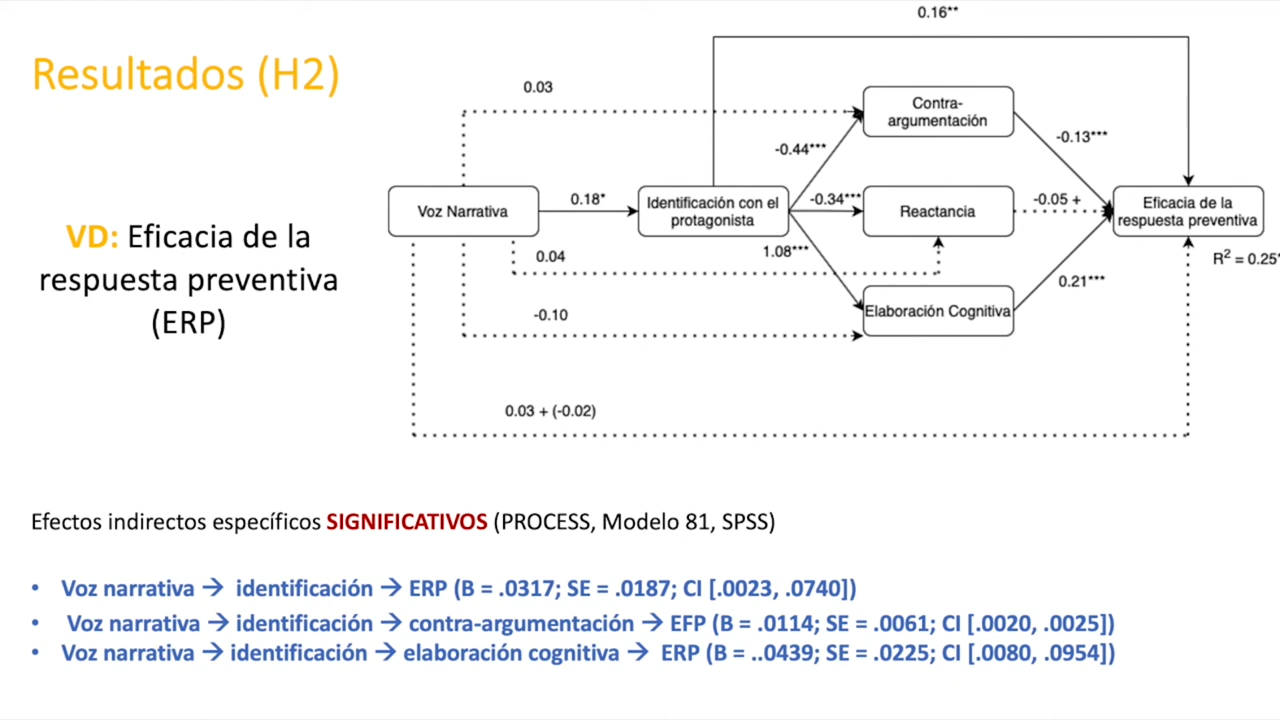 Resultados (H2)
VD: Eficacia de la
respuesta preventiva
(ERP)
0.16**
0.03
Contra-
argumentación
-0.44***
-0.13***
Voz Narrativa
0.18*
Identificación con el
protagonista
-0.34***
Reactancia
-0.05 +
Eficacia de la
respuesta preventiva
0.04
1.08***
R² = 0.25*
-0.10
Elaboración Cognitiva
0.21***
0.03 + (-0.02)
Efectos indirectos específicos SIGNIFICATIVOS (PROCESS, Modelo 81, SPSS)
• Voz narrativa → identificación → ERP (B = .0317; SE = .0187; CI [.0023, .0740])
• Voz narrativa → identificación → contra-argumentación → EFP (B = .0114; SE = .0061; CI [.0020, .0025])
• Voz narrativa → identificación → elaboración cognitiva → ERP (B = ..0439; SE = .0225; CI [.0080, .0954])